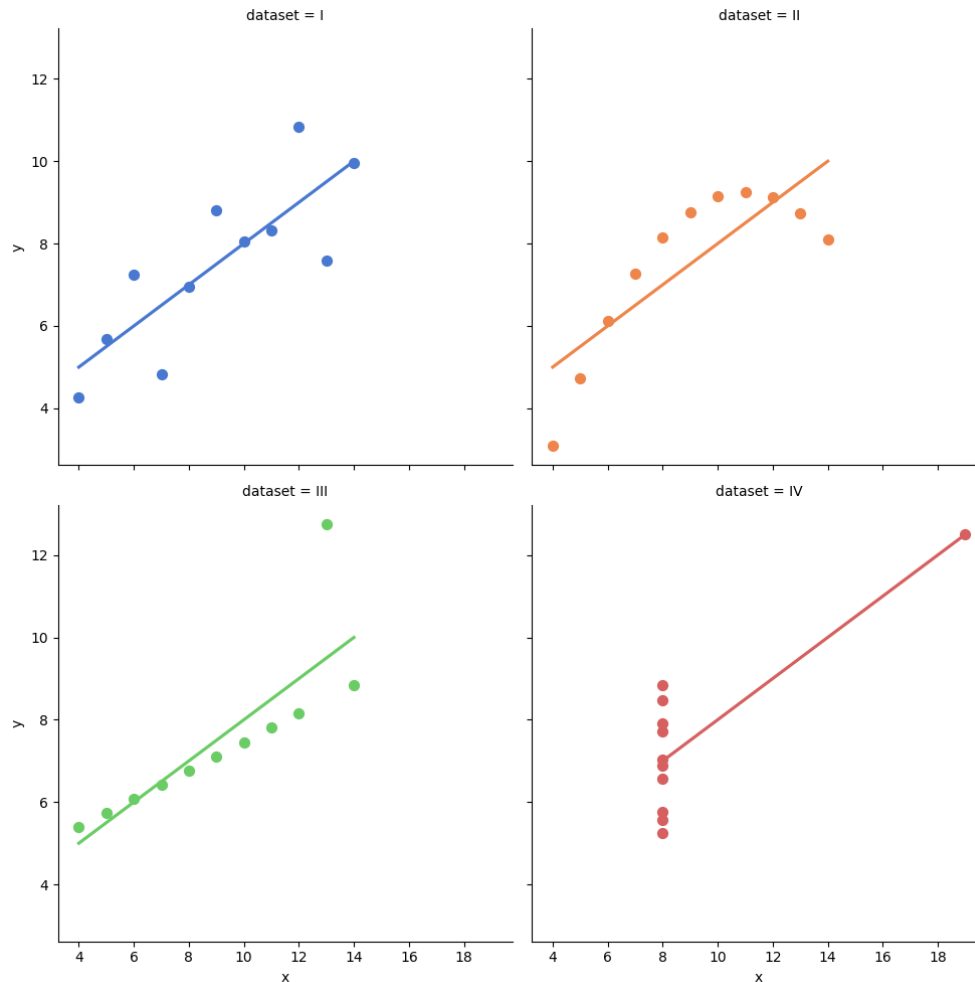 dataset = I
dataset = II
y
12
10
8
6
4
dataset = III
dataset = IV
y
12
10
8
6
4
4 6 8 10 12 14 16 18
x
4 6 8 10 12 14 16 18
x